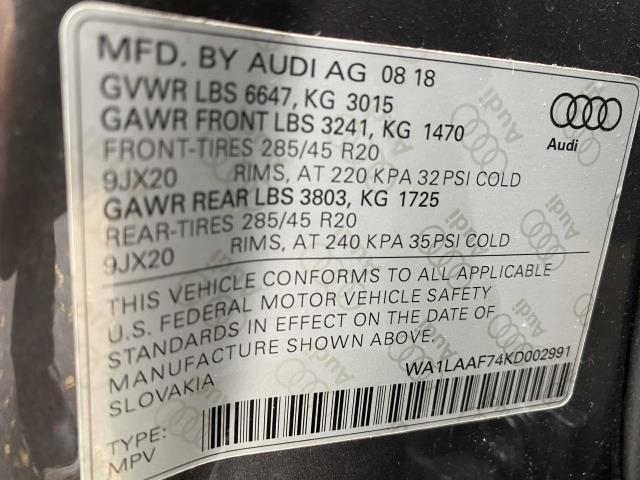 MFD. BY AUDI AG 08 18
GVWR LBS 6647, KG 3015
GAWR FRONT LBS 3241, KG 1470
FRONT-TIRES 285/45 R20
9JX20 RIMS, AT 220 KPA 32 PSI COLD
GAWR REAR LBS 3803, KG 1725
REAR-TIRES 285/45 R20
9JX20 RIMS, AT 240 KPA 35 PSI COLD
Audi
THIS VEHICLE CONFORMS TO ALL APPLICABLE
U.S. FEDERAL MOTOR VEHICLE SAFETY
STANDARDS IN EFFECT ON THE DATE OF
MANUFACTURE SHOWN ABOVE.
SLOVAKIA
WA1LAAF74KD002991
TYPE:
MPV